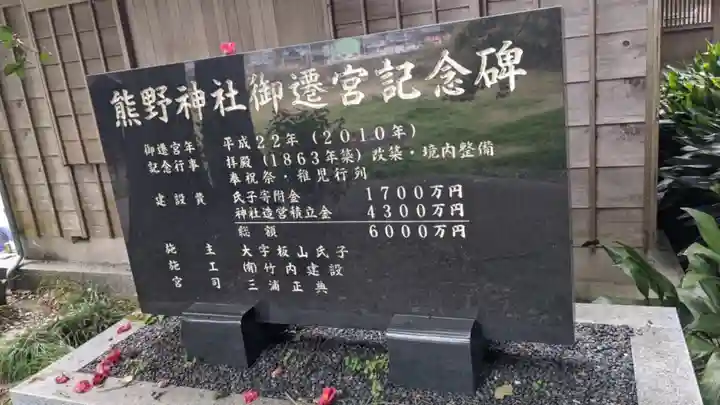 熊野神社御遷宮記念碑
御遷宮年 平成22年(2010年)
記念行事 拝殿(1863年築)改築・境内整備
奉祝祭・稚児行列
建設費 氏子寄附金 1700万円
神社造営積立金 4300万円
総額 6000万円
施主 大字板山氏子
施工 ㈲竹内建設
宮司 三浦正典